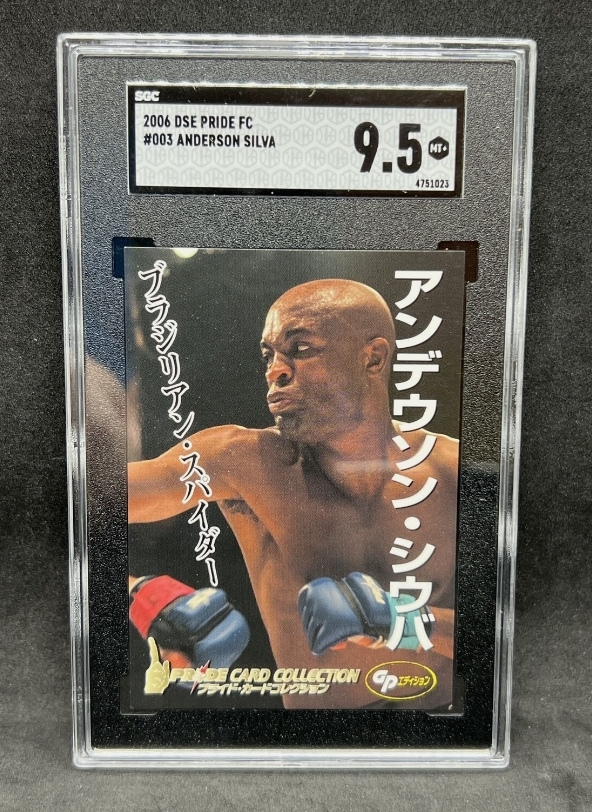 SGC
2006 DSE PRIDE FC
#003 ANDERSON SILVA
9.5
MT+
4751023
アンデウソン・シウバ
ブラジリアン・スパイダー
PRIDE CARD COLLECTION
プライド・カードコレクション
GP エディション